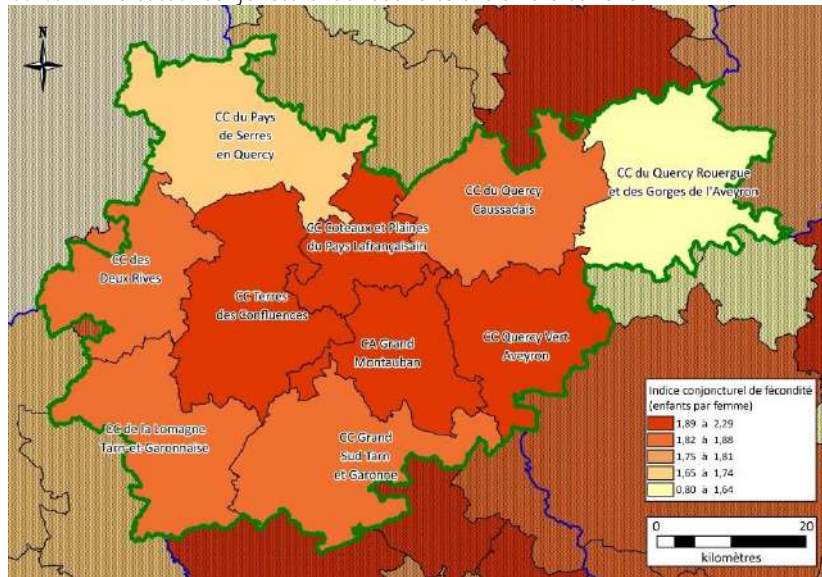 N
CC du Pays
de Serres
en Quercy
CC du Quercy Rouergue
et des Gorges de l'Aveyron
CC du Quercy
Caussadais
CC Coteaux et Plaines
du Pays Lafrançaisain
CC des
Deux Rives
CC Terres
des Confluences
CA Grand
Montauban
CC Quercy Vert
Aveyron
CC de la Lomagne
Tarn-et-Garonnaise
CC Grand
Sud Tarn
et Garonne
Indice conjoncturel de fécondité
(enfants par femme)
1,89 à 2,29
1,82 à 1,88
1,75 à 1,81
1,65 à 1,74
0,80 à 1,64
0 20
kilomètres